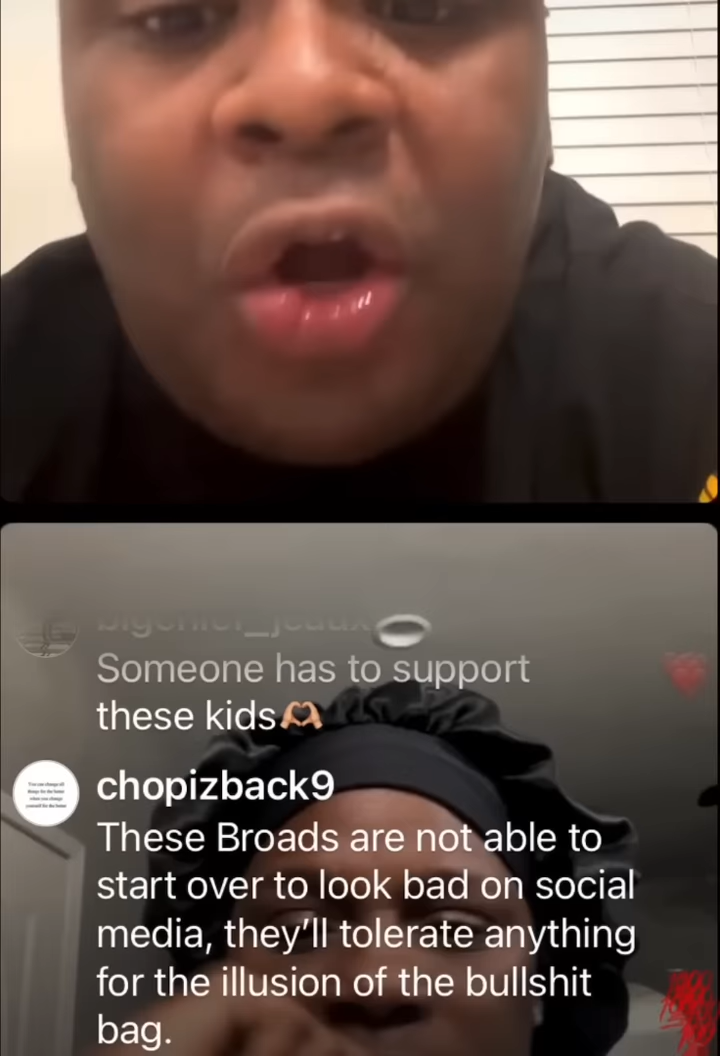 Someone has to support
these kids🫶🏼
chopizback9
These Broads are not able to
start over to look bad on social
media, they'll tolerate anything
for the illusion of the bullshit
bag.